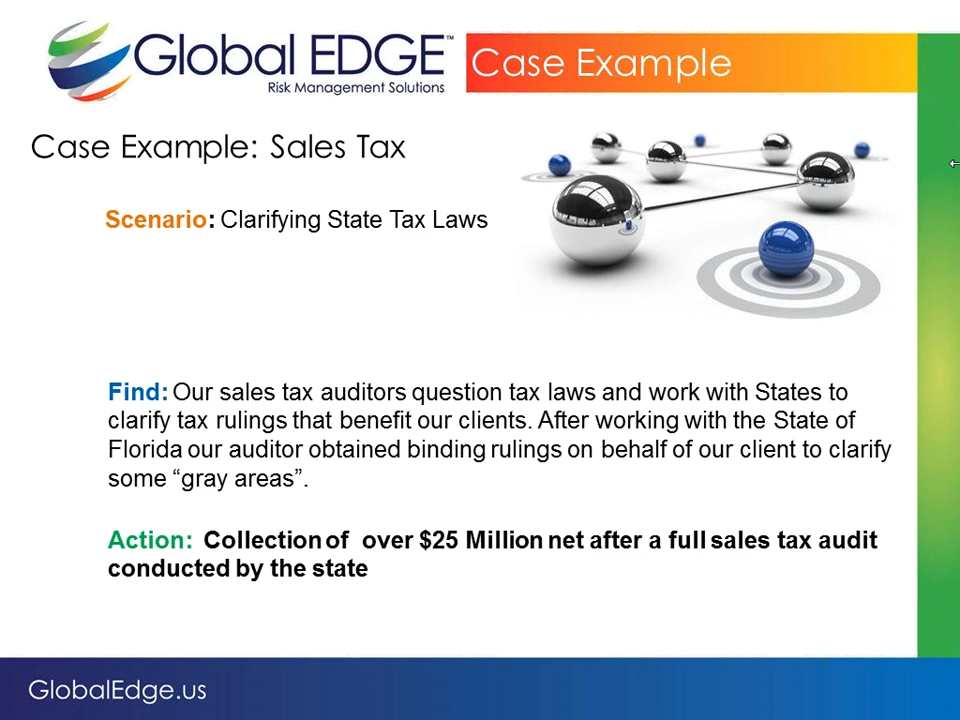 Global EDGE™
Risk Management Solutions
Case Example
Case Example: Sales Tax
Scenario: Clarifying State Tax Laws
Find: Our sales tax auditors question tax laws and work with States to
clarify tax rulings that benefit our clients. After working with the State of
Florida our auditor obtained binding rulings on behalf of our client to clarify
some “gray areas”.
Action: Collection of over $25 Million net after a full sales tax audit
conducted by the state
GlobalEdge.us